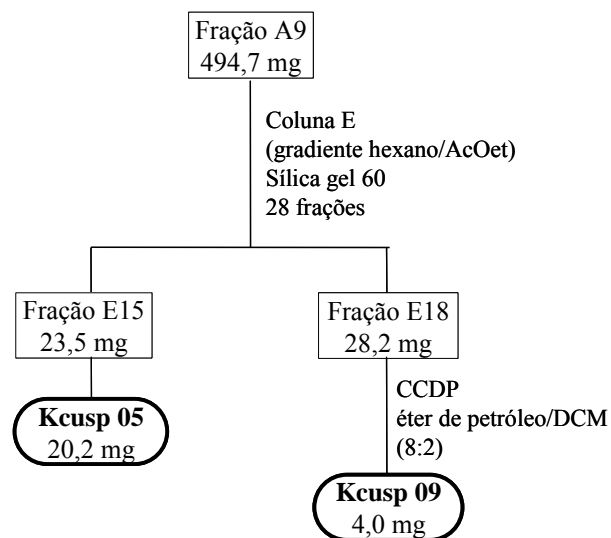 Fração A9
494,7 mg
Coluna E
(gradiente hexano/AcOet)
Sílica gel 60
28 frações
Fração E15
23,5 mg
Fração E18
28,2 mg
Kcusp 05
20,2 mg
CCDP
éter de petróleo/DCM
(8:2)
Kcusp 09
4,0 mg